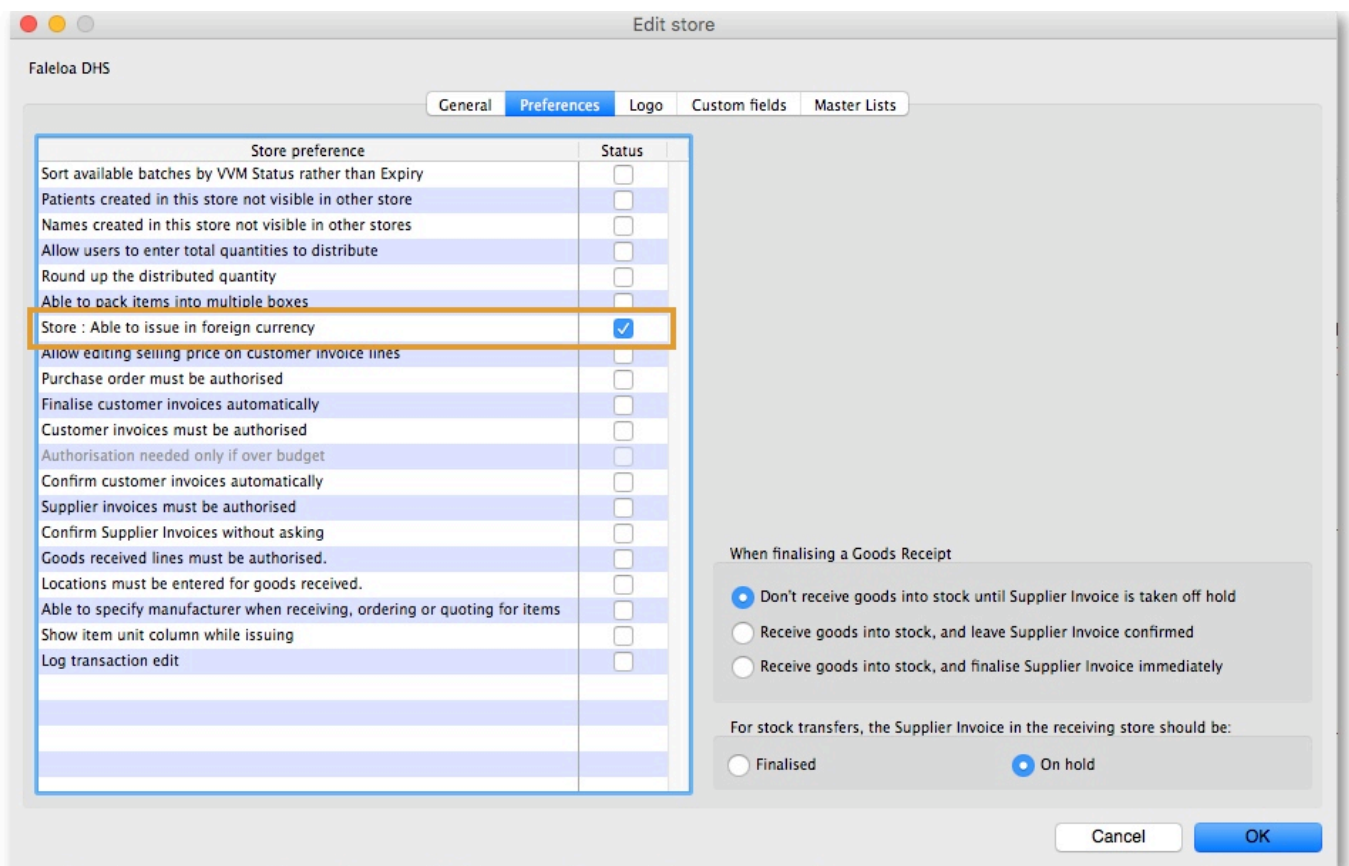 Edit store
Faleloa DHS
General Preferences Logo Custom fields Master Lists
Store preference Status
Sort available batches by VVM Status rather than Expiry
Patients created in this store not visible in other store
Names created in this store not visible in other stores
Allow users to enter total quantities to distribute
Round up the distributed quantity
Able to pack items into multiple boxes
Store : Able to issue in foreign currency
Allow editing selling price on customer invoice lines
Purchase order must be authorised
Finalise customer invoices automatically
Customer invoices must be authorised
Authorisation needed only if over budget
Confirm customer invoices automatically
Supplier invoices must be authorised
Confirm Supplier Invoices without asking
Goods received lines must be authorised.
Locations must be entered for goods received.
Able to specify manufacturer when receiving, ordering or quoting for items
Show item unit column while issuing
Log transaction edit
When finalising a Goods Receipt
Don't receive goods into stock until Supplier Invoice is taken off hold
Receive goods into stock, and leave Supplier Invoice confirmed
Receive goods into stock, and finalise Supplier Invoice immediately
For stock transfers, the Supplier Invoice in the receiving store should be:
Finalised On hold
Cancel OK